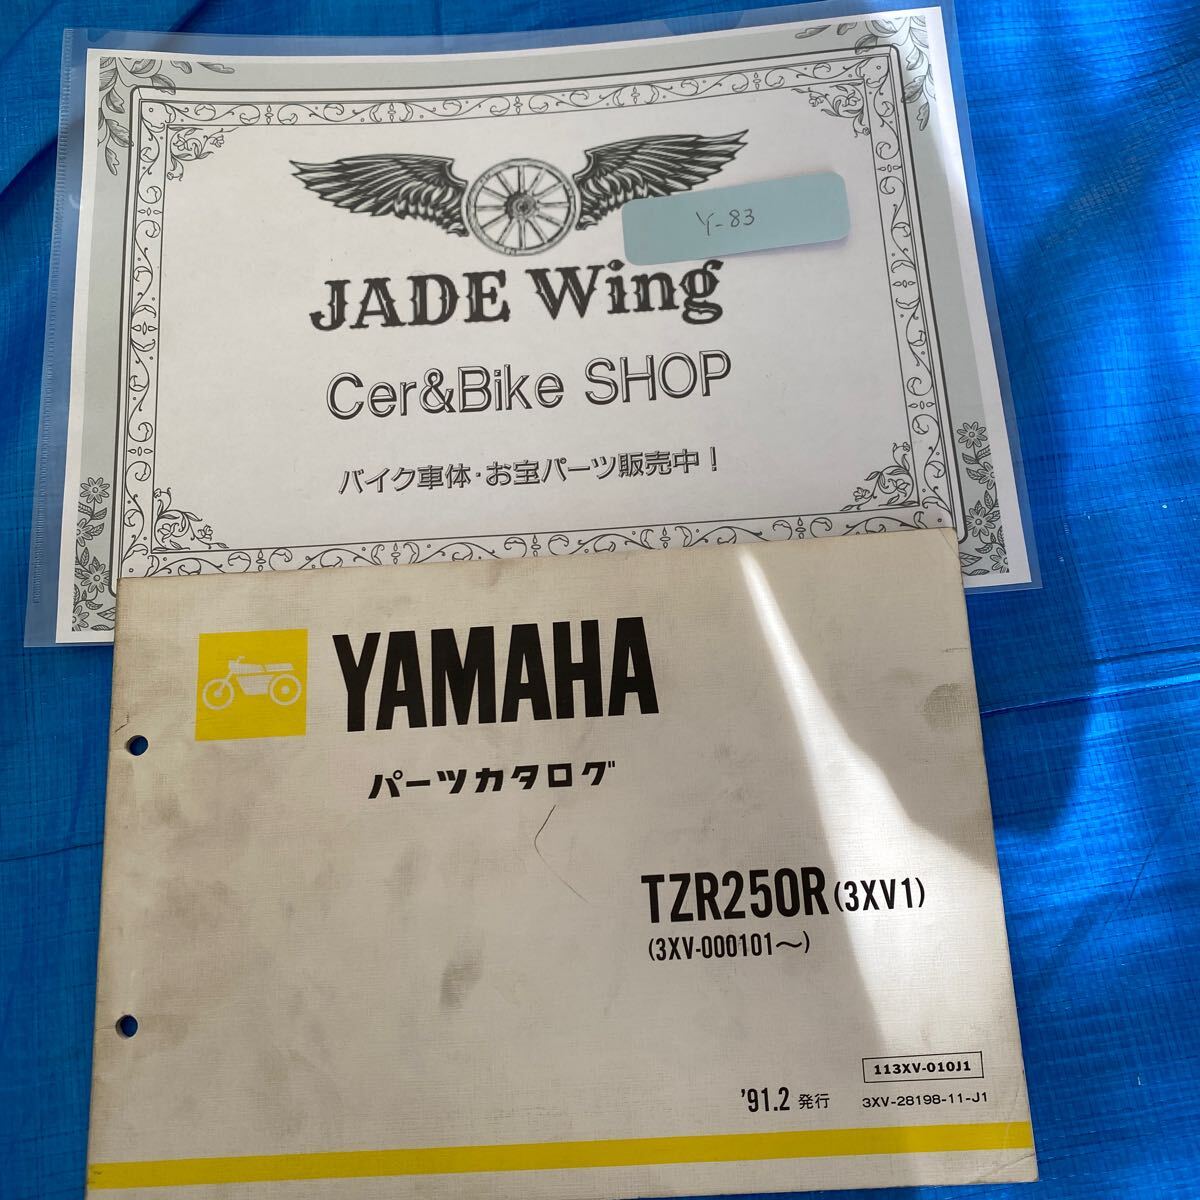 Y-83
JADE Wing
Cer&Bike SHOP
バイク車体・お宝パーツ販売中！
YAMAHA
パーツカタログ
TZR250R(3XV1)
(3XV-000101～)
113XV-010J1
'91.2 発行
3XV-28198-11-J1